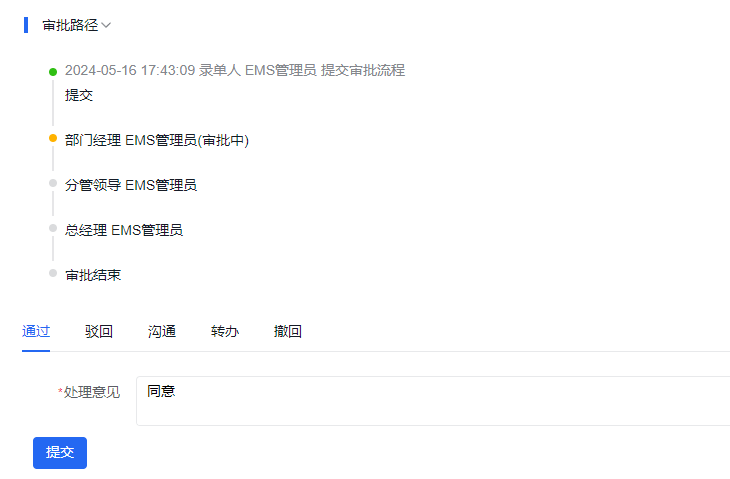 审批路径
2024-05-16 17:43:09 录单人 EMS管理员 提交审批流程
提交
部门经理 EMS管理员(审批中)
分管领导 EMS管理员
总经理 EMS管理员
审批结束
通过 驳回 沟通 转办 撤回
*处理意见 同意
提交